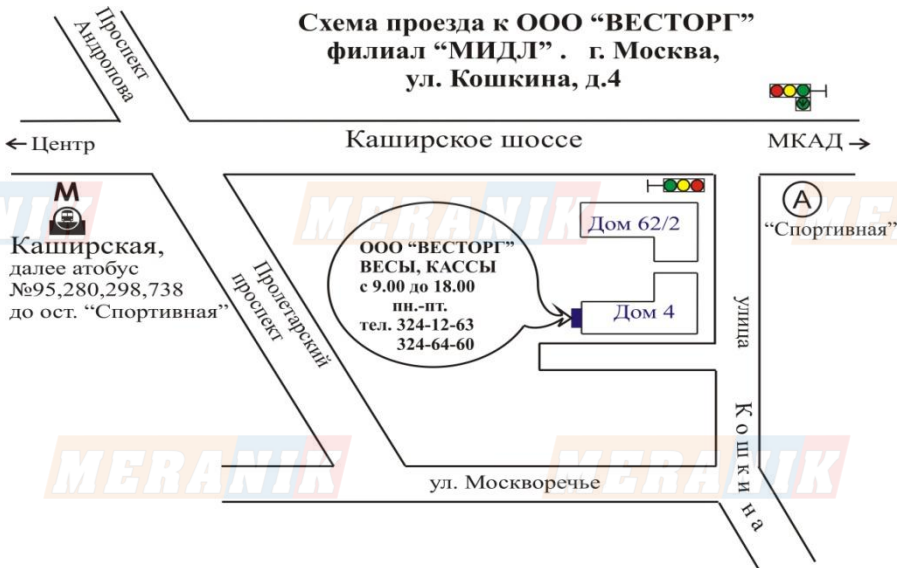 Схема проезда к ООО “ВЕСТОРГ”
филиал “МИДЛ” . г. Москва,
ул. Кошкина, д.4
Проспект
Андропова
← Центр
Каширское шоссе
МКАД →
М
Каширская,
далее атобус
№95,280,298,738
до ост. “Спортивная”
Пролетарский
проспект
ООО “ВЕСТОРГ”
ВЕСЫ, КАССЫ
с 9.00 до 18.00
пн.-пт.
тел. 324-12-63
324-64-60
Дом 62/2
Дом 4
А
“Спортивная”
улица
Кошкина
ул. Москворечье
MERANIK
MERANIK
MERANIK